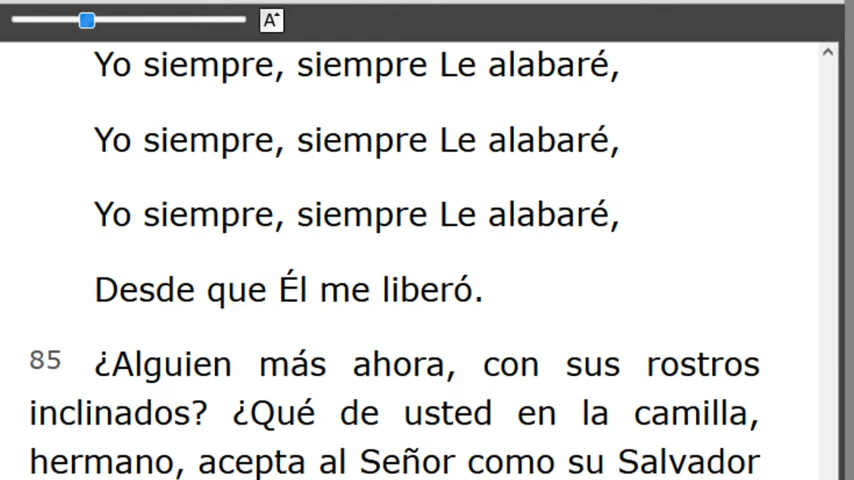 A
Yo siempre, siempre Le alabaré,
Yo siempre, siempre Le alabaré,
Yo siempre, siempre Le alabaré,
Desde que Él me liberó.
85 ¿Alguien más ahora, con sus rostros
inclinados? ¿Qué de usted en la camilla,
hermano, acepta al Señor como su Salvador